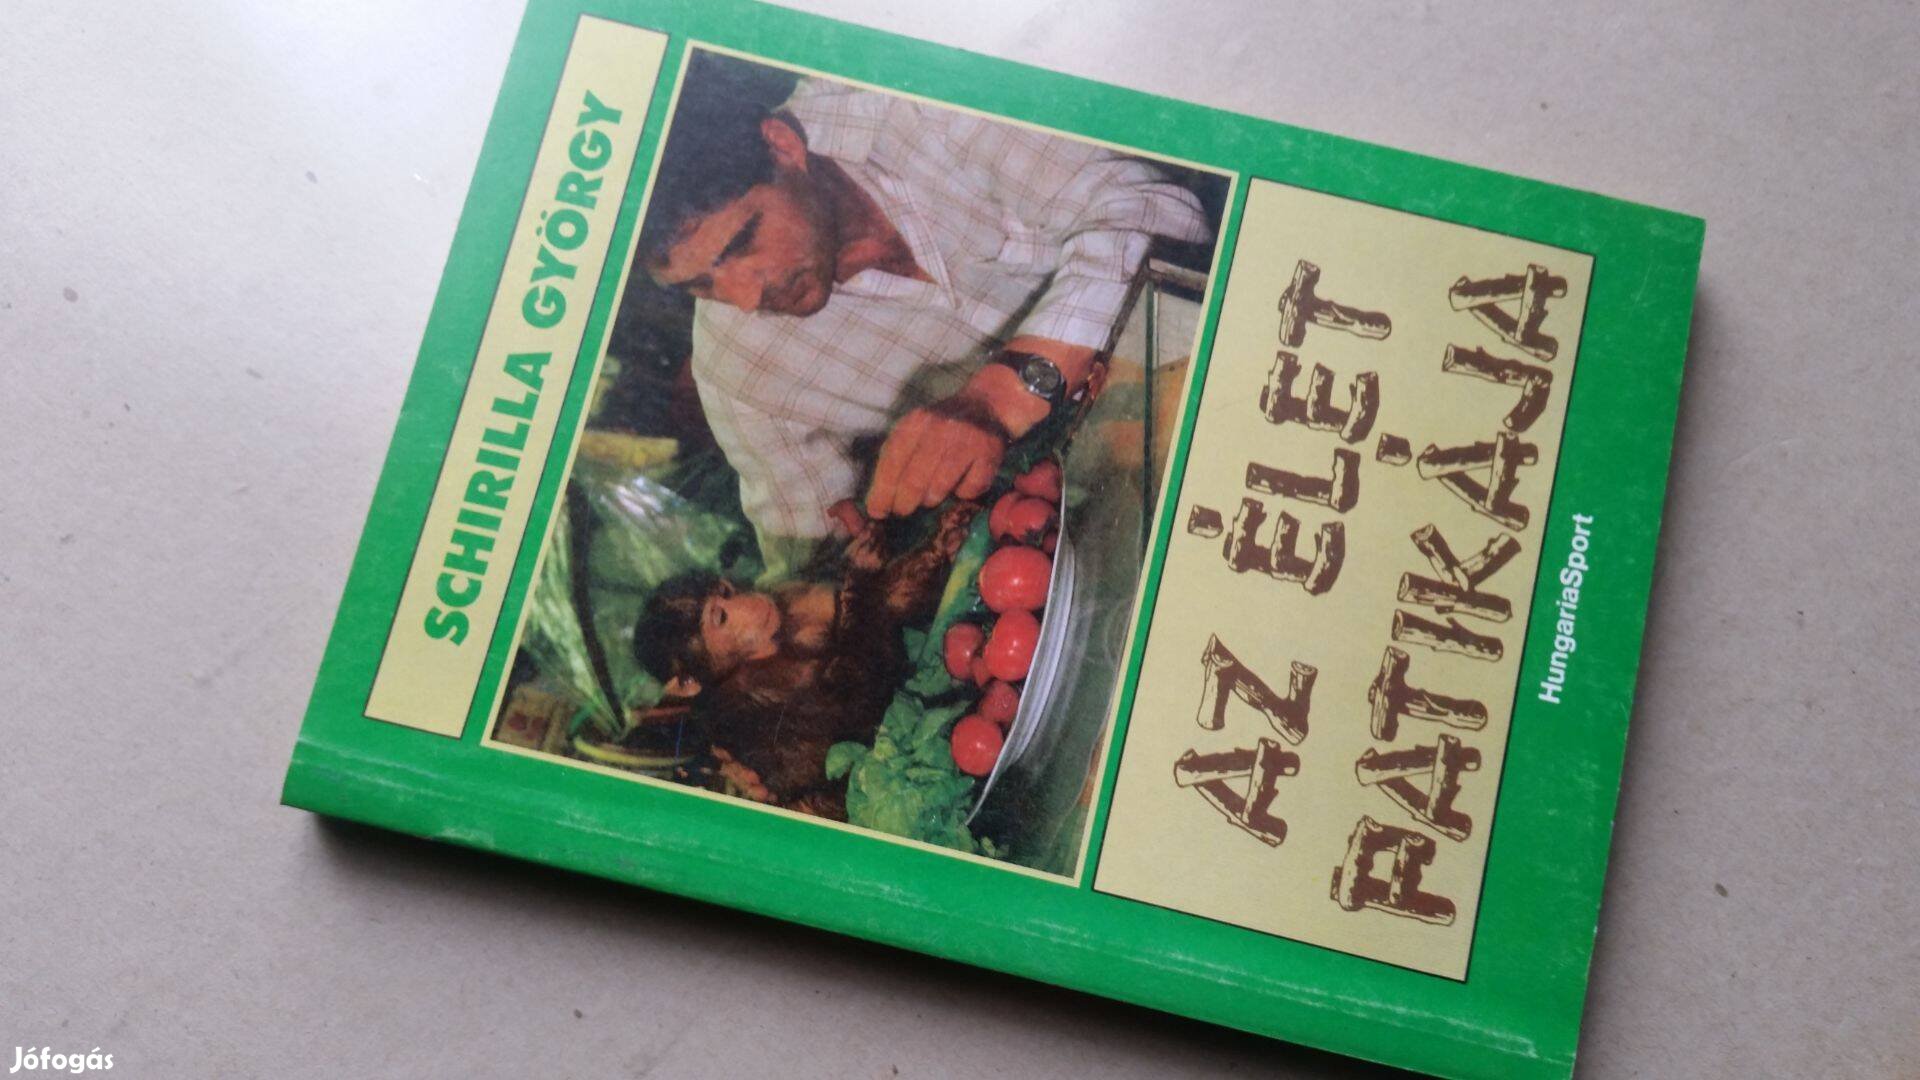 SCHIRILLA GYÖRGY
AZ ÉLET
PATIKÁJA
HungariaSport
Jófogás